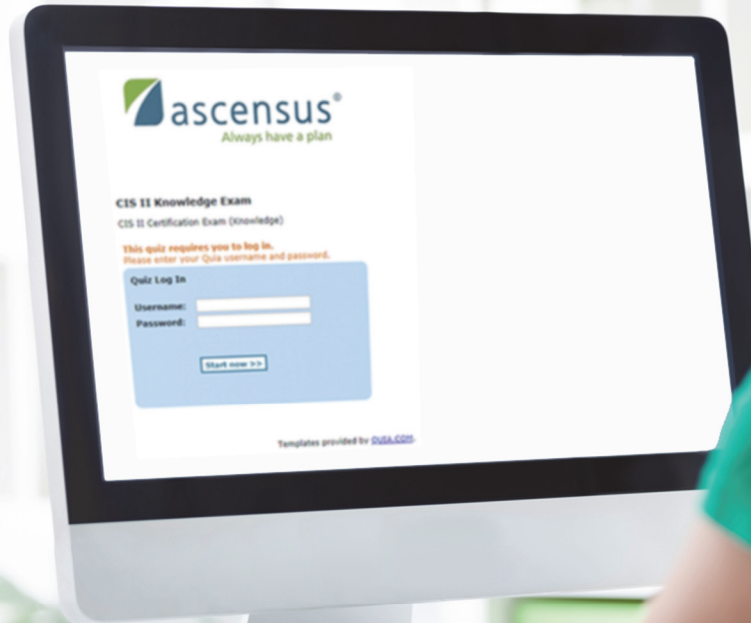 ascensus®
Always have a plan
CIS II Knowledge Exam
CIS II Certification Exam (Knowledge)
This quiz requires you to log in.
Please enter your Quia username and password.
Quiz Log In
Username:
Password:
Start now >>
Templates provided by QUIA.COM.